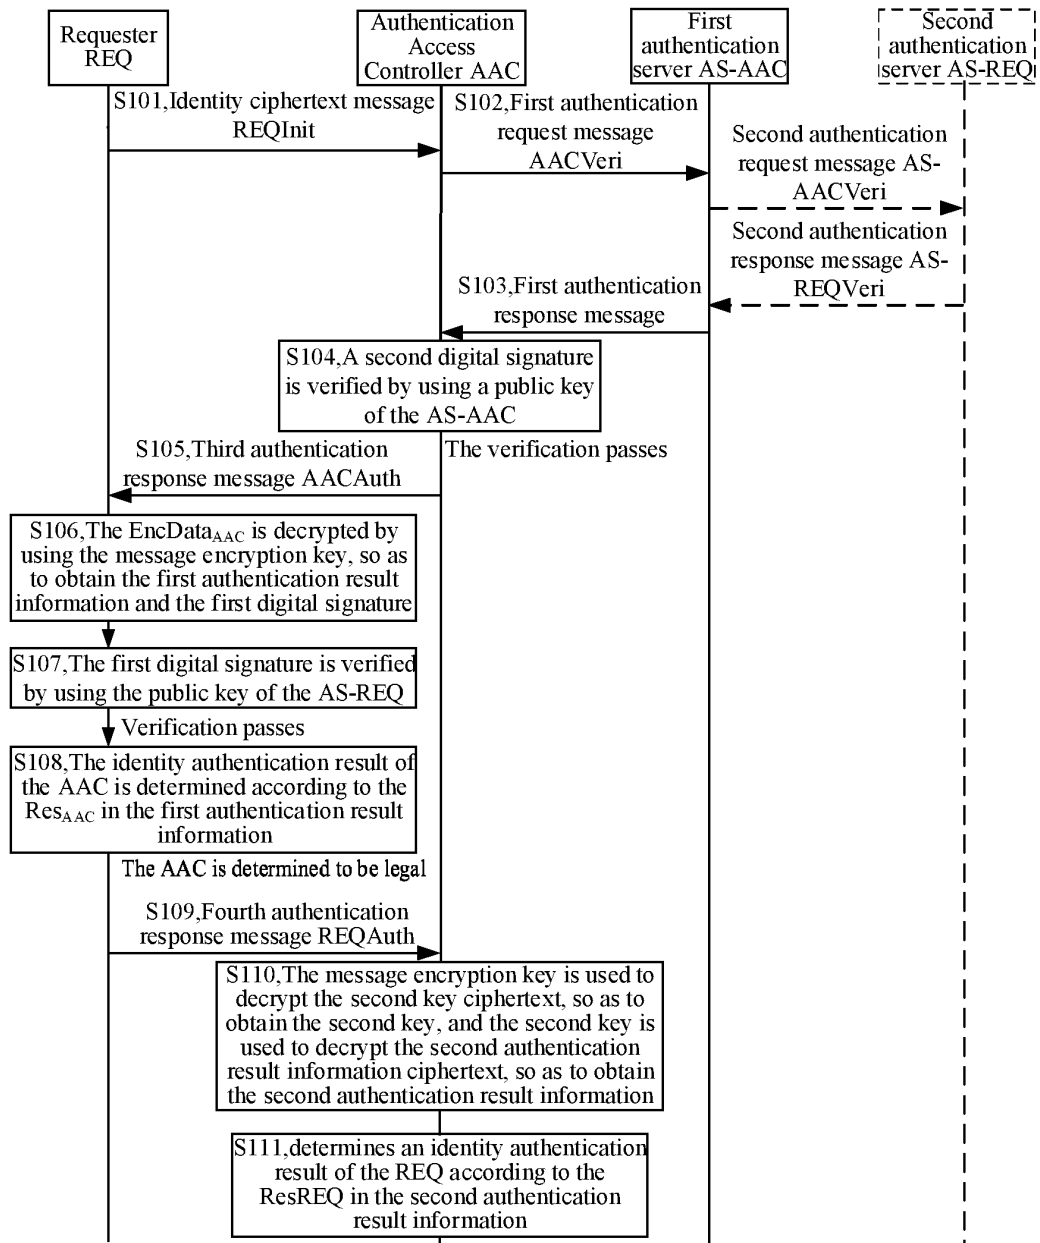 Requester
REQ
Authentication
Access
Controller AAC
First
authentication
server AS-AAC
Second
authentication
server AS-REQ
S101,Identity ciphertext message
REQInit
S102,First authentication
request message
AACVeri
Second authentication
request message AS-
AACVeri
Second authentication
response message AS-
REQVeri
S103,First authentication
response message
S104,A second digital signature
is verified by using a public key
of the AS-AAC
The verification passes
S105,Third authentication
response message AACAuth
S106,The EncDataAAC is decrypted by
using the message encryption key, so as
to obtain the first authentication result
information and the first digital signature
S107,The first digital signature is verified
by using the public key of the AS-REQ
Verification passes
S108,The identity authentication result of
the AAC is determined according to the
ResAAC in the first authentication result
information
The AAC is determined to be legal
S109,Fourth authentication
response message REQAuth
S110,The message encryption key is used to
decrypt the second key ciphertext, so as to
obtain the second key, and the second key is
used to decrypt the second authentication
result information ciphertext, so as to obtain
the second authentication result information
S111,determines an identity authentication
result of the REQ according to the
ResREQ in the second authentication
result information